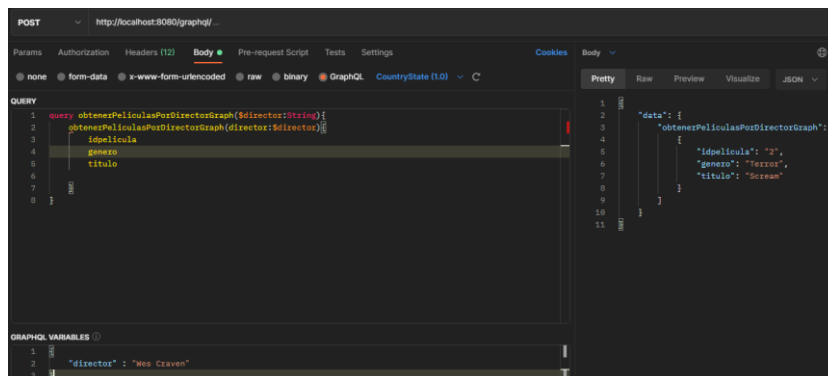 POST http://localhost:8080/graphql/...
Params Authorization Headers (12) Body Pre-request Script Tests Settings Cookies
none form-data x-www-form-urlencoded raw binary GraphQL CountryState (1.0)
QUERY
1 query obtenerPeliculasPorDirectorGraph($director:String){
2 obtenerPeliculasPorDirectorGraph(director:$director){
3 idpelicula
4 genero
5 titulo
6
7 }
8 }
GRAPHQL VARIABLES
1 {
2 "director" : "Wes Craven"
3 }
Body
Pretty Raw Preview Visualize JSON
1 {
2 "data": {
3 "obtenerPeliculasPorDirectorGraph":
4 {
5 "idpelicula": "2",
6 "genero": "Terror",
7 "titulo": "Scream"
8 }
9 ]
10 }
11 }